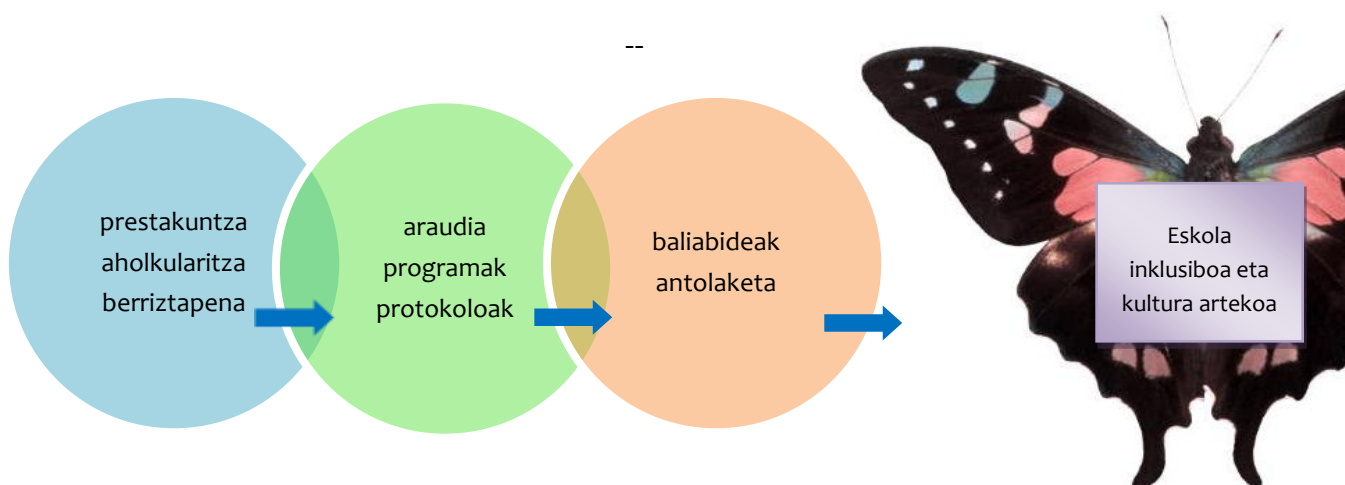 --
prestakuntza
aholkularitza
berriztapena
araudia
programak
protokoloak
baliabideak
antolaketa
Eskola
inklusiboa eta
kultura artekoa